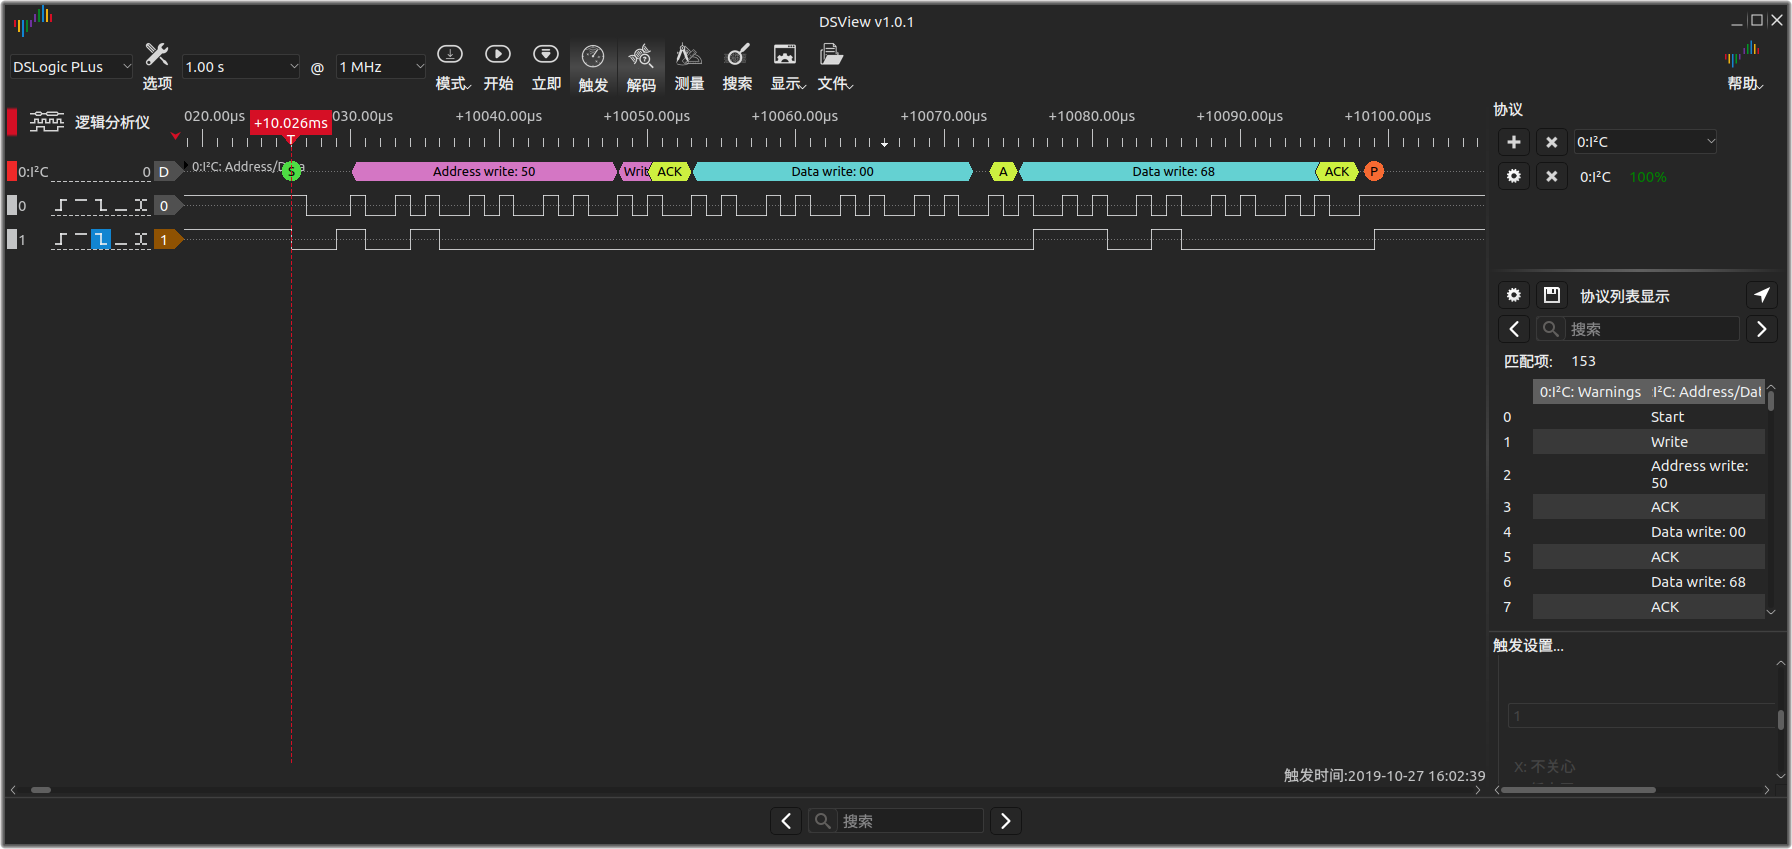 DSView v1.0.1
DSLogic PLus
选项
1.00 s
@
1 MHz
模式
开始
立即
触发
解码
测量
搜索
显示
文件
帮助
逻辑分析仪
020.00µs
+10.026ms
030.00µs
+10040.00µs
+10050.00µs
+10060.00µs
+10070.00µs
+10080.00µs
+10090.00µs
+10100.00µs
T
0:I²C
0
D
0:I²C: Address/Data
S
Address write: 50
Writ
ACK
Data write: 00
A
Data write: 68
ACK
P
0
0
1
1
触发时间:2019-10-27 16:02:39
协议
0:I²C
0:I²C
100%
协议列表显示
搜索
匹配项:
153
0:I²C: Warnings
I²C: Address/Dat
0
Start
1
Write
2
Address write:
50
3
ACK
4
Data write: 00
5
ACK
6
Data write: 68
7
ACK
触发设置...
1
X: 不关心
搜索